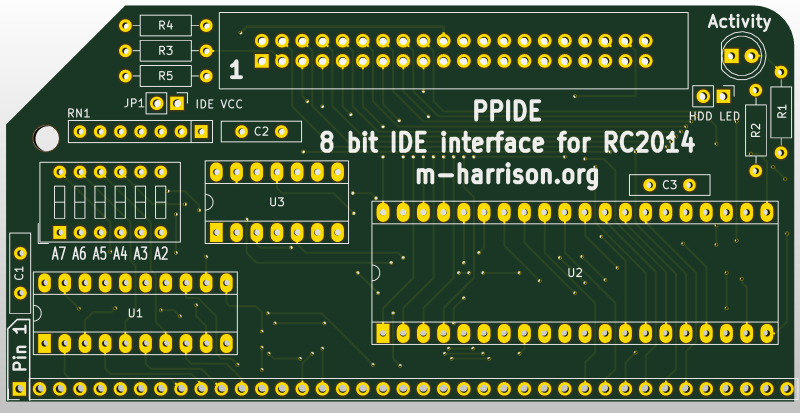 Activity
R4
R3
R5
1
JP1
IDE VCC
HDD LED
R2
R1
RN1
C2
PPIDE
8 bit IDE interface for RC2014
m-harrison.org
C3
U3
A7 A6 A5 A4 A3 A2
C1
U2
U1
Pin 1